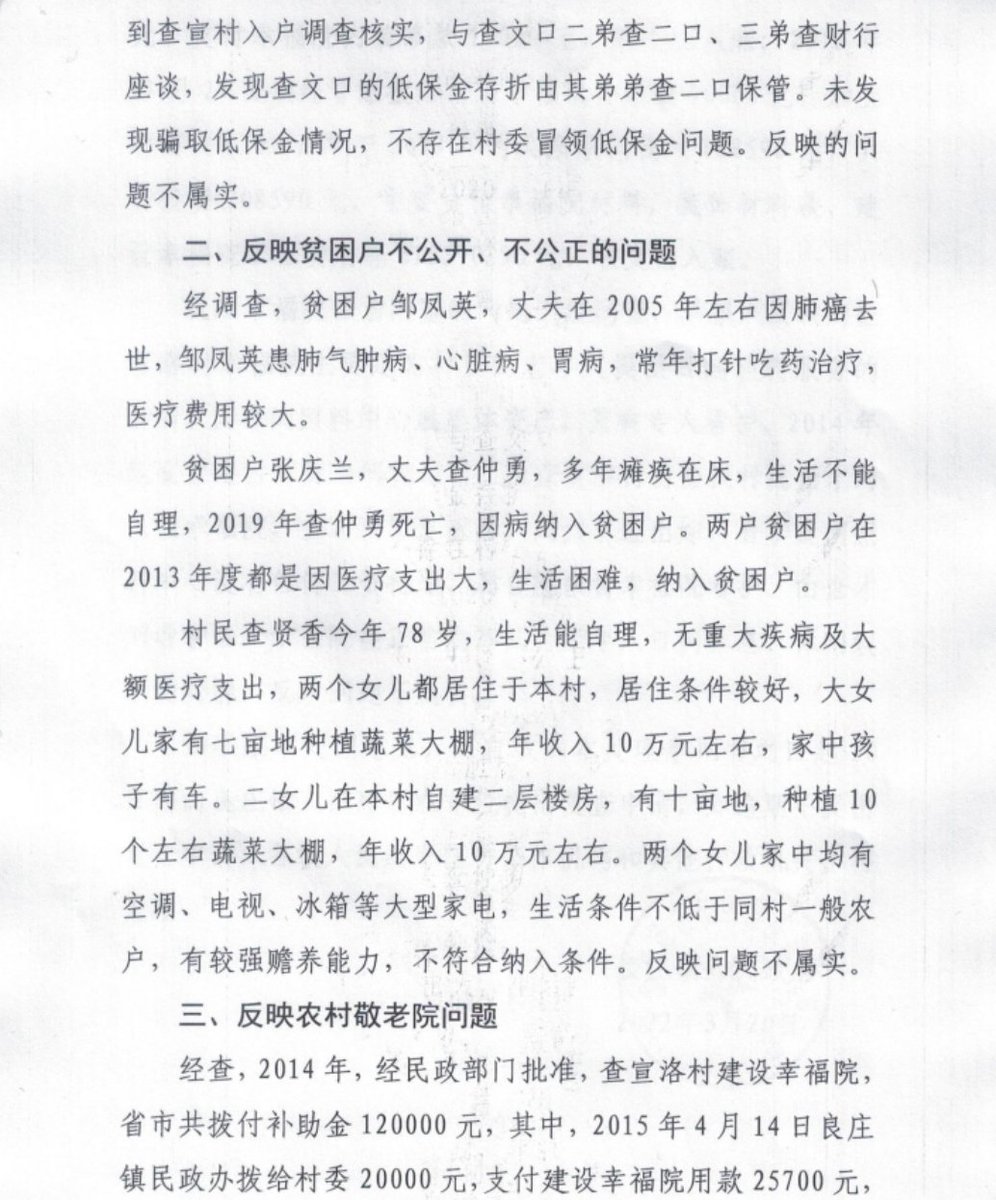 到查宣村入户调查核实，与查文口二弟查二口、三弟查财行
座谈，发现查文口的低保金存折由其弟弟查二口保管。未发
现骗取低保金情况，不存在村委冒领低保金问题。反映的问
题不属实。
二、反映贫困户不公开、不公正的问题
经调查，贫困户邹凤英，丈夫在 2005 年左右因肺癌去
世，邹凤英患肺气肿病、心脏病、胃病，常年打针吃药治疗，
医疗费用较大。
贫困户张庆兰，丈夫查仲勇，多年瘫痪在床，生活不能
自理，2019 年查仲勇死亡，因病纳入贫困户。两户贫困户在
2013 年度都是因医疗支出大，生活困难，纳入贫困户。
村民查贤香今年 78 岁，生活能自理，无重大疾病及大
额医疗支出，两个女儿都居住于本村，居住条件较好，大女
儿家有七亩地种植蔬菜大棚，年收入 10 万元左右，家中孩
子有车。二女儿在本村自建二层楼房，有十亩地，种植 10
个左右蔬菜大棚，年收入 10 万元左右。两个女儿家中均有
空调、电视、冰箱等大型家电，生活条件不低于同村一般农
户，有较强赡养能力，不符合纳入条件。反映问题不属实。
三、反映农村敬老院问题
经查，2014 年，经民政部门批准，查宣洛村建设幸福院，
省市共拨付补助金 120000 元，其中，2015 年 4 月 14 日良庄
镇民政办拨给村委 20000 元，支付建设幸福院用款 25700 元，